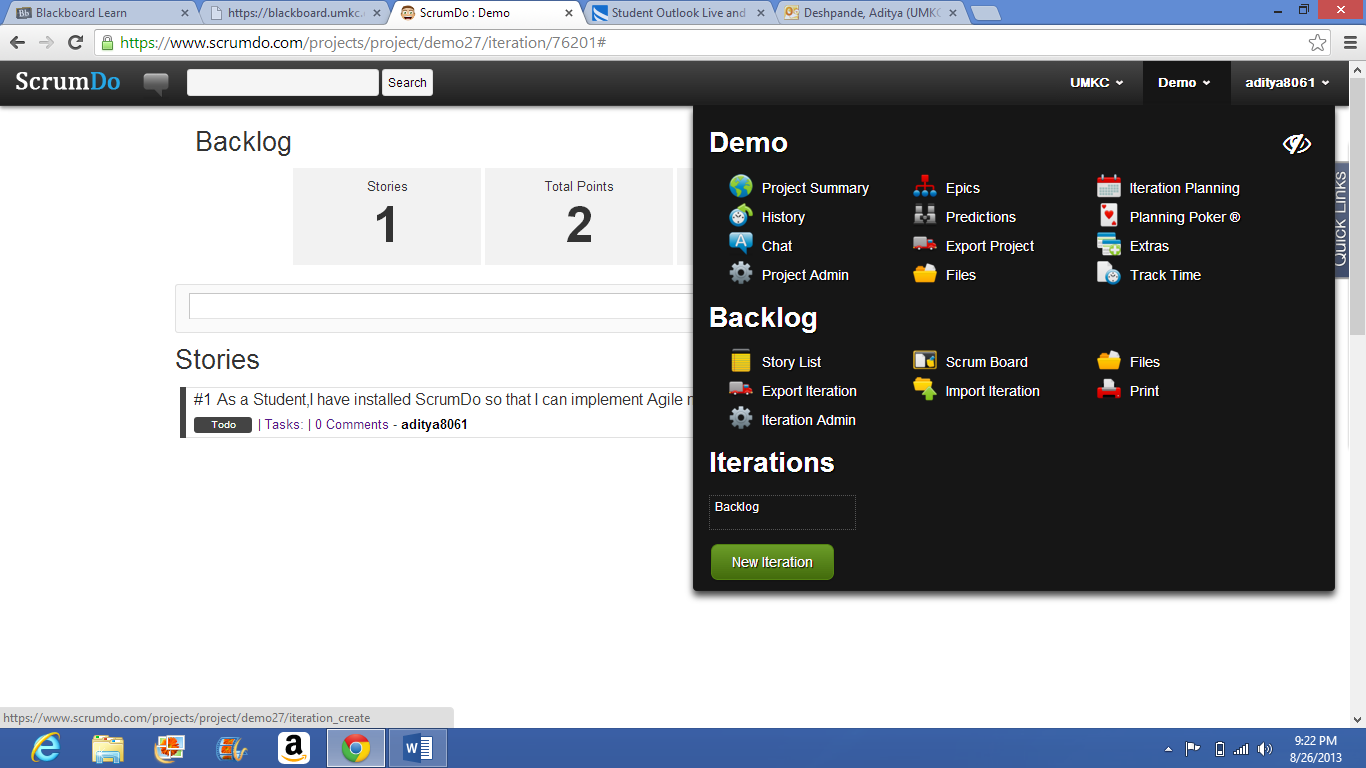 Blackboard Learn
https://blackboard.umkc.
ScrumDo : Demo
Student Outlook Live and
Deshpande, Aditya (UMKC
https://www.scrumdo.com/projects/project/demo27/iteration/76201#
ScrumDo
Search
UMKC
Demo
aditya8061
Backlog
Stories
1
Total Points
2
Stories
#1 As a Student,I have installed ScrumDo so that I can implement Agile
Todo | Tasks: | 0 Comments - aditya8061
Demo
Project Summary
Epics
Iteration Planning
History
Predictions
Planning Poker ®
Chat
Export Project
Extras
Project Admin
Files
Track Time
Backlog
Story List
Scrum Board
Files
Export Iteration
Import Iteration
Print
Iteration Admin
Iterations
Backlog
New Iteration
Quick Links
https://www.scrumdo.com/projects/project/demo27/iteration_create
9:22 PM
8/26/2013